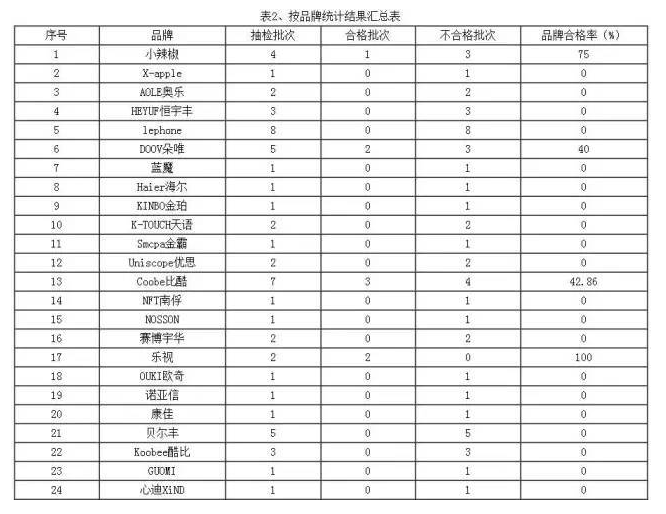 表2、按品牌统计结果汇总表
序号 品牌 抽检批次 合格批次 不合格批次 品牌合格率(%)
1 小辣椒 4 1 3 75
2 X-apple 1 0 1 0
3 AOLE奥乐 2 0 2 0
4 HEYUF恒宇丰 3 0 3 0
5 lephone 8 0 8 0
6 DOOV朵唯 5 2 3 40
7 蓝魔 1 0 1 0
8 Haier海尔 1 0 1 0
9 KINBO金珀 1 0 1 0
10 K-TOUCH天语 2 0 2 0
11 Smcpa金霸 1 0 1 0
12 Uniscope优思 2 0 2 0
13 Coobe比酷 7 3 4 42.86
14 NFT南俘 1 0 1 0
15 NOSSON 1 0 1 0
16 赛博宇华 2 0 2 0
17 乐视 2 2 0 100
18 OUKI欧奇 1 0 1 0
19 诺亚信 1 0 1 0
20 康佳 1 0 1 0
21 贝尔丰 5 0 5 0
22 Koobee酷比 3 0 3 0
23 GUOMI 1 0 1 0
24 心迪XiND 1 0 1 0